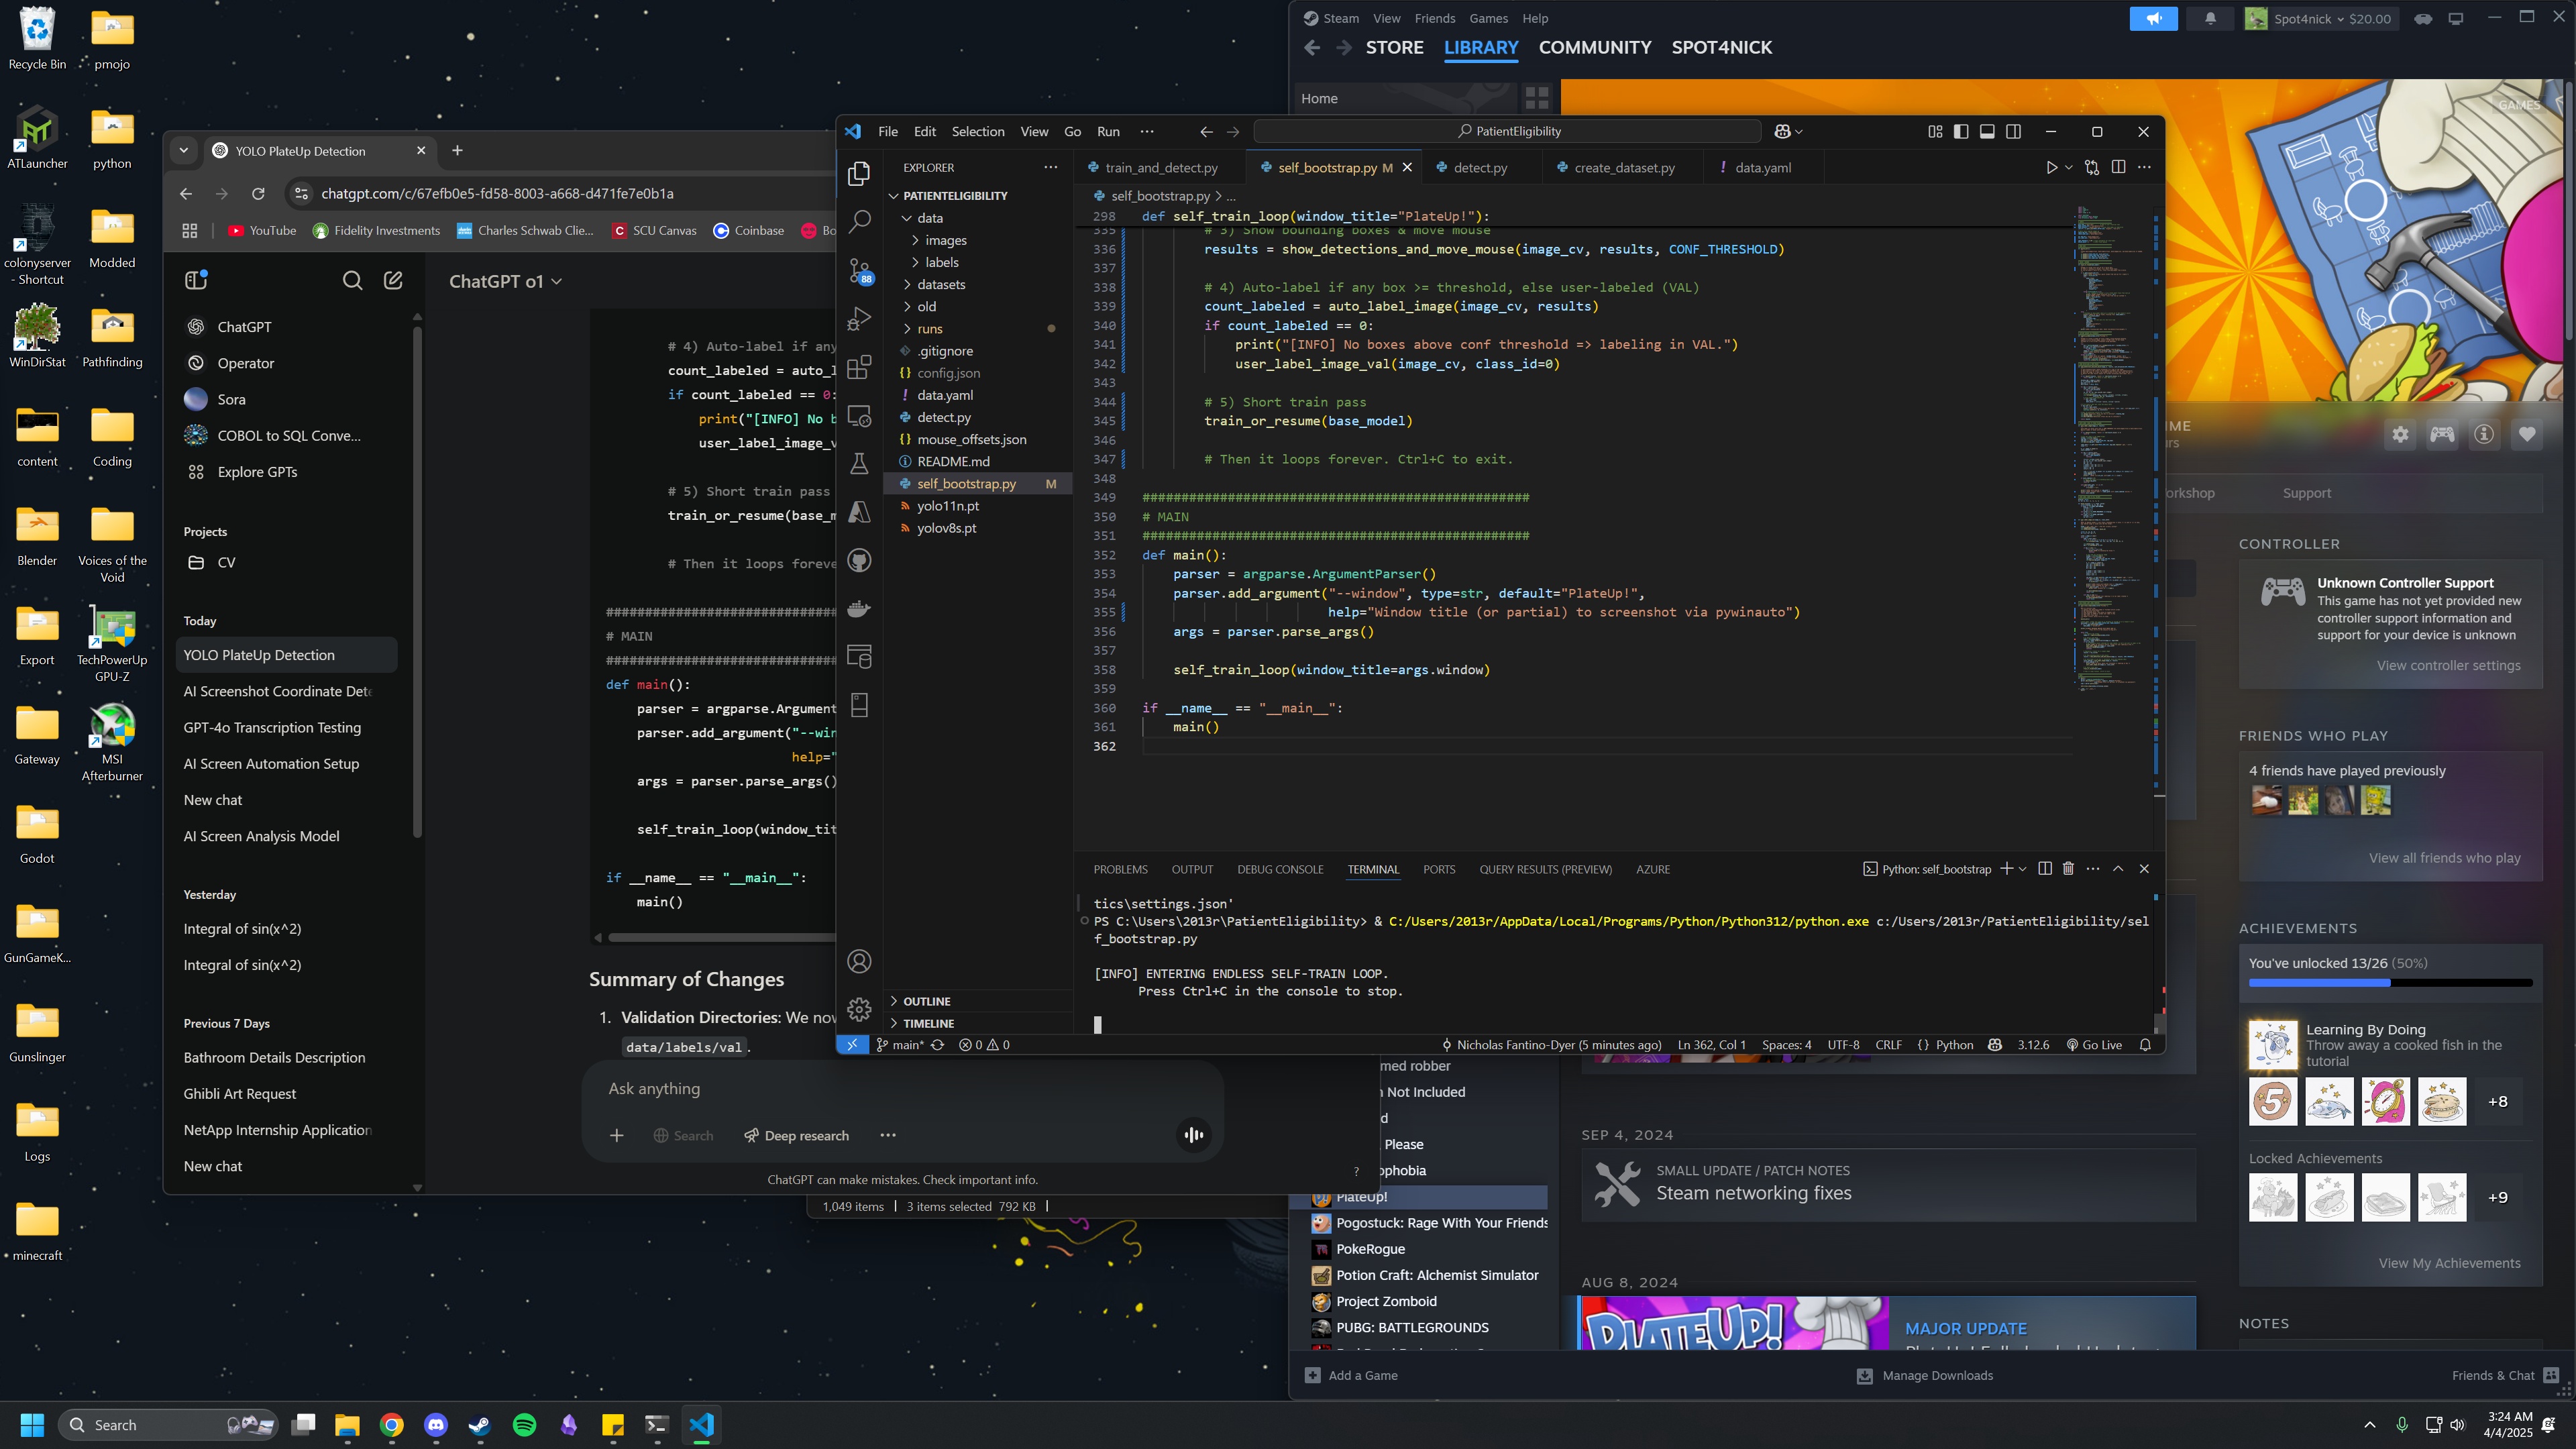 Recycle Bin
pmojo
ATLauncher
python
colonyserver - Shortcut
Modded
WinDirStat
Pathfinding
content
Coding
Blender
Voices of the Void
Export
TechPowerUp GPU-Z
Gateway
MSI Afterburner
Godot
GunGameK...
Gunslinger
Logs
minecraft
YOLO PlateUp Detection
chatgpt.com/c/67efb0e5-fd58-8003-a668-d471fe7e0b1a
YouTube
Fidelity Investments
Charles Schwab Clie...
SCU Canvas
Coinbase
Bo
ChatGPT o1
ChatGPT
Operator
Sora
COBOL to SQL Conve...
Explore GPTs
Projects
CV
Today
YOLO PlateUp Detection
AI Screenshot Coordinate Dete
GPT-4o Transcription Testing
AI Screen Automation Setup
New chat
AI Screen Analysis Model
Yesterday
Integral of sin(x^2)
Integral of sin(x^2)
Previous 7 Days
Bathroom Details Description
Ghibli Art Request
NetApp Internship Application
New chat
# 4) Auto-label if any
count_labeled = auto_l
if count_labeled == 0:
print("[INFO] No b
user_label_image_v
# 5) Short train pass
train_or_resume(base_m
# Then it loops foreve
# MAIN
def main():
parser = argparse.Argument
parser.add_argument("--win
help="
args = parser.parse_args()
self_train_loop(window_tit
if __name__ == "__main__":
main()
Summary of Changes
1. Validation Directories: We now
data/labels/val.
Ask anything
Search
Deep research
ChatGPT can make mistakes. Check important info.
?
1,049 items
3 items selected 792 KB
File Edit Selection View Go Run ...
PatientEligibility
EXPLORER
PATIENTELIGIBILITY
data
images
labels
datasets
old
runs
.gitignore
config.json
data.yaml
detect.py
mouse_offsets.json
README.md
self_bootstrap.py M
yolo11n.pt
yolov8s.pt
OUTLINE
TIMELINE
88
train_and_detect.py
self_bootstrap.py M
detect.py
create_dataset.py
data.yaml
self_bootstrap.py > ...
298 def self_train_loop(window_title="PlateUp!"):
335 # 3) Show bounding boxes & move mouse
336 results = show_detections_and_move_mouse(image_cv, results, CONF_THRESHOLD)
337
338 # 4) Auto-label if any box >= threshold, else user-labeled (VAL)
339 count_labeled = auto_label_image(image_cv, results)
340 if count_labeled == 0:
341 print("[INFO] No boxes above conf threshold => labeling in VAL.")
342 user_label_image_val(image_cv, class_id=0)
343
344 # 5) Short train pass
345 train_or_resume(base_model)
346
347 # Then it loops forever. Ctrl+C to exit.
348
349 ##################################################
350 # MAIN
351 ##################################################
352 def main():
353 parser = argparse.ArgumentParser()
354 parser.add_argument("--window", type=str, default="PlateUp!",
355 help="Window title (or partial) to screenshot via pywinauto")
356 args = parser.parse_args()
357
358 self_train_loop(window_title=args.window)
359
360 if __name__ == "__main__":
361 main()
362
PROBLEMS OUTPUT DEBUG CONSOLE TERMINAL PORTS QUERY RESULTS (PREVIEW) AZURE
Python: self_bootstrap
tics\settings.json'
PS C:\Users\2013r\PatientEligibility> & C:/Users/2013r/AppData/Local/Programs/Python/Python312/python.exe c:/Users/2013r/PatientEligibility/sel
f_bootstrap.py
[INFO] ENTERING ENDLESS SELF-TRAIN LOOP.
Press Ctrl+C in the console to stop.
main*
0 0
Nicholas Fantino-Dyer (5 minutes ago)
Ln 362, Col 1
Spaces: 4
UTF-8
CRLF
{ } Python
3.12.6
Go Live
Steam View Friends Games Help
Spot4nick $20.00
STORE LIBRARY COMMUNITY SPOT4NICK
Home
GAMES
IME
urs
orkshop
Support
CONTROLLER
Unknown Controller Support
This game has not yet provided new
controller support information and
support for your device is unknown
View controller settings
FRIENDS WHO PLAY
4 friends have played previously
View all friends who play
ACHIEVEMENTS
You've unlocked 13/26 (50%)
Learning By Doing
Throw away a cooked fish in the
tutorial
5
+8
Locked Achievements
+9
View My Achievements
NOTES
med robber
n Not Included
d
, Please
ophobia
PlateUp!
Pogostuck: Rage With Your Friends
PokeRogue
Potion Craft: Alchemist Simulator
Project Zomboid
PUBG: BATTLEGROUNDS
SEP 4, 2024
SMALL UPDATE / PATCH NOTES
Steam networking fixes
AUG 8, 2024
PLATEUP!
MAJOR UPDATE
Add a Game
Manage Downloads
Friends & Chat
Search
3:24 AM
4/4/2025